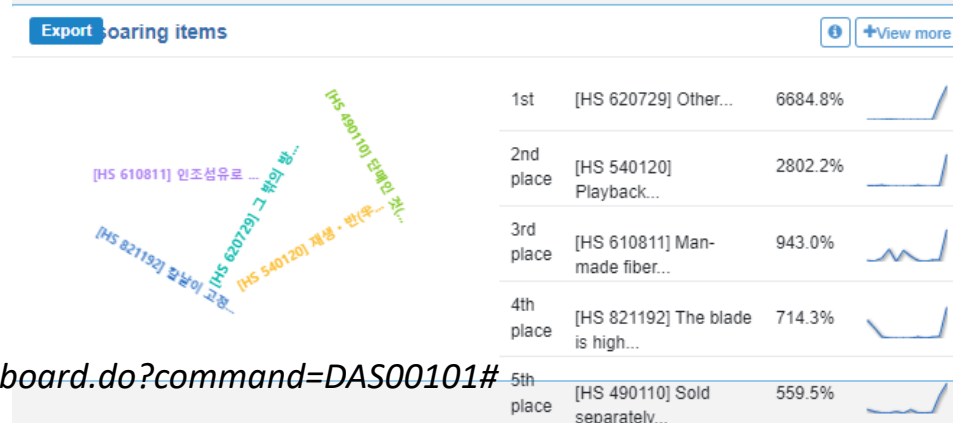 Export soaring items
View more
[HS 490110] 단매인 것(...
[HS 610811] 인조섬유로 ...
[HS 620729] 그 밖의 방...
[HS 540120] 재생・반(우...
[HS 821192] 칼날이 고정...
1st [HS 620729] Other... 6684.8%
2nd
place
[HS 540120]
Playback...
2802.2%
3rd
place
[HS 610811] Man-
made fiber...
943.0%
4th
place
[HS 821192] The blade
is high...
714.3%
board.do?command=DAS00101#
5th
place
[HS 490110] Sold
separately...
559.5%